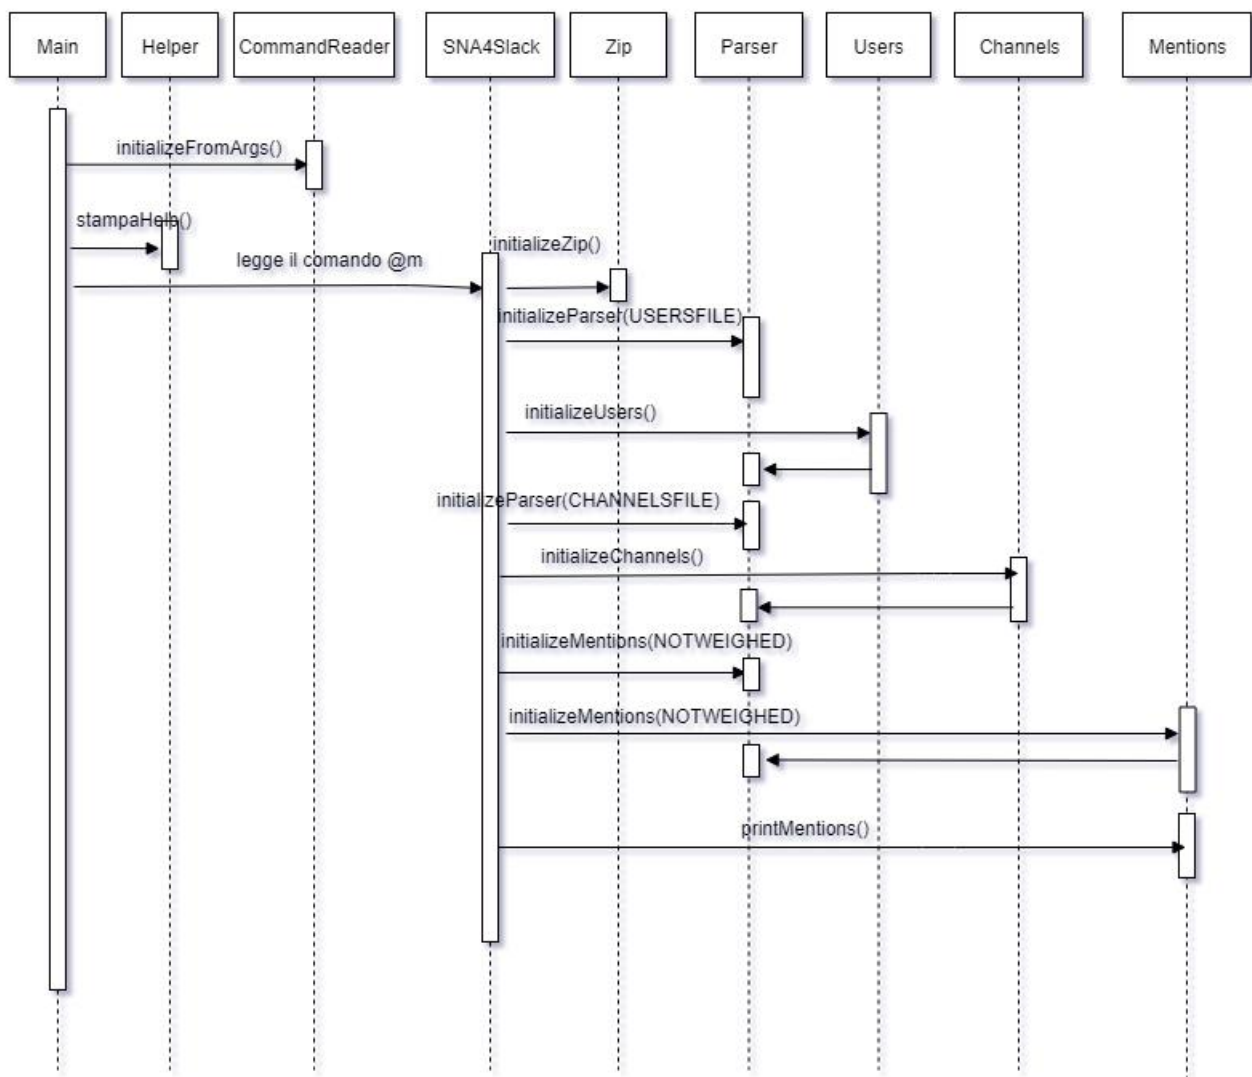 Main
Helper
CommandReader
SNA4Slack
Zip
Parser
Users
Channels
Mentions
initializeFromArgs()
stampaHelp()
initializeZip()
legge il comando @m
initializeParser(USERSFILE)
initializeUsers()
initializeParser(CHANNELSFILE)
initializeChannels()
initializeMentions(NOTWEIGHED)
initializeMentions(NOTWEIGHED)
printMentions()